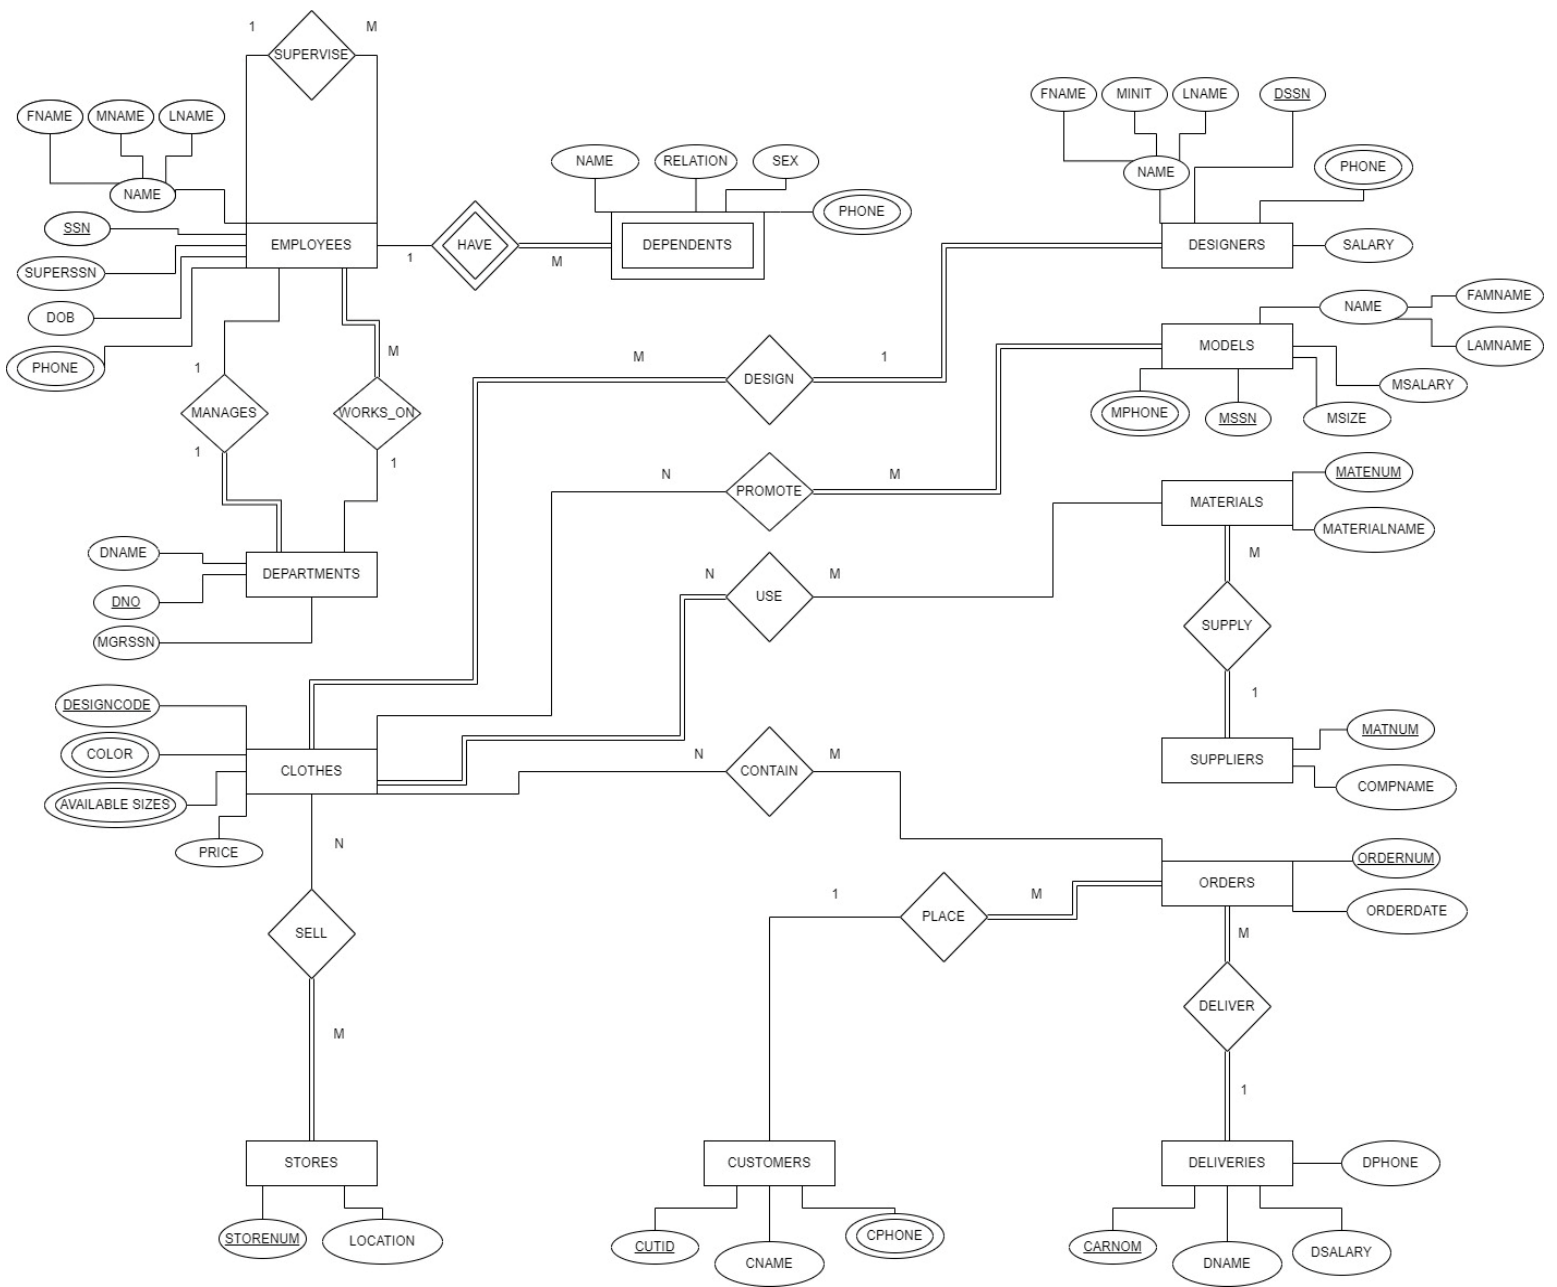 1
M
SUPERVISE
FNAME
MNAME
LNAME
NAME
SSN
SUPERSSN
DOB
PHONE
EMPLOYEES
1
HAVE
M
NAME
RELATION
SEX
PHONE
DEPENDENTS
FNAME
MINIT
LNAME
DSSN
NAME
PHONE
DESIGNERS
SALARY
1
MANAGES
1
M
WORKS_ON
1
DNAME
DNO
MGRSSN
DEPARTMENTS
M
DESIGN
1
MODELS
NAME
FAMNAME
LAMNAME
MSALARY
MSIZE
MSSN
MPHONE
N
PROMOTE
M
N
USE
M
MATERIALS
MATENUM
MATERIALNAME
M
SUPPLY
1
SUPPLIERS
MATNUM
COMPNAME
DESIGNCODE
COLOR
AVAILABLE SIZES
PRICE
CLOTHES
N
CONTAIN
M
ORDERS
ORDERNUM
ORDERDATE
N
SELL
M
1
PLACE
M
M
DELIVER
1
STORES
STORENUM
LOCATION
CUSTOMERS
CUTID
CNAME
CPHONE
DELIVERIES
DPHONE
CARNOM
DNAME
DSALARY